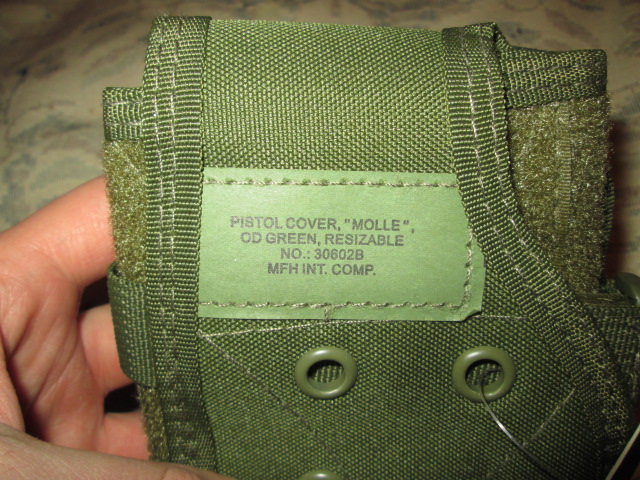 PISTOL COVER, "MOLLE",
OD GREEN, RESIZABLE
NO.: 30602B
MFH INT. COMP.